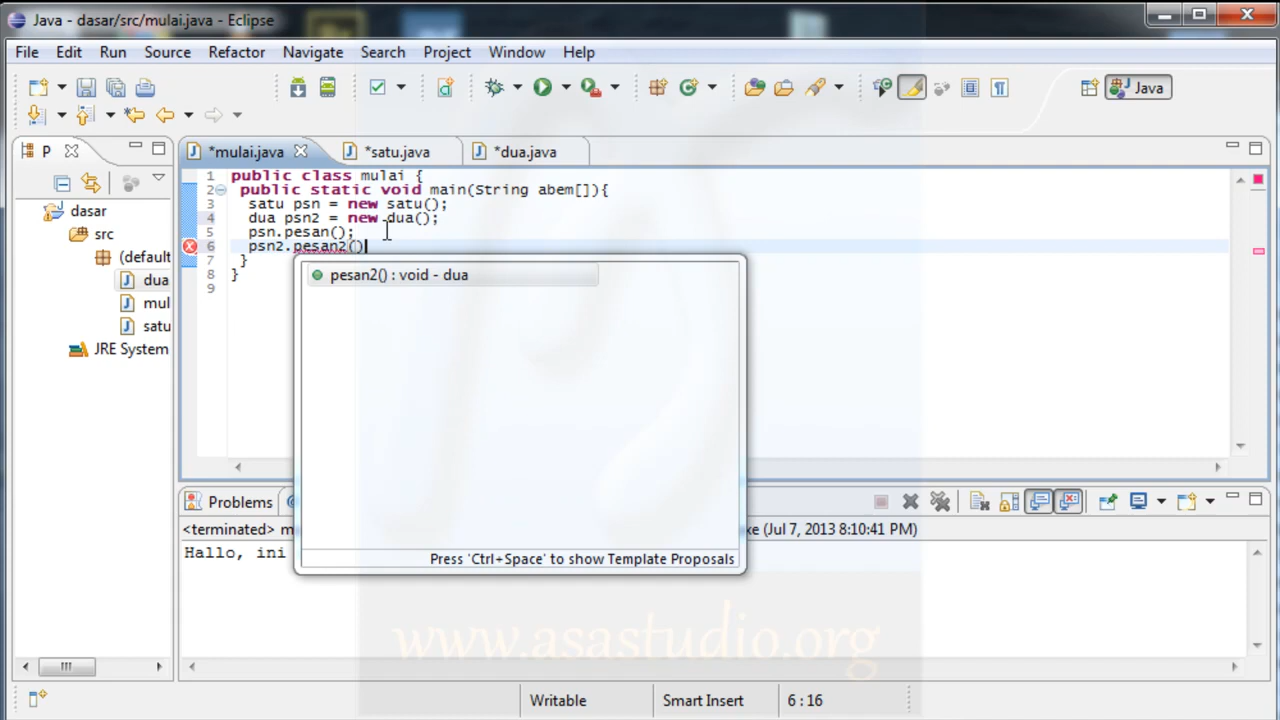 Java - dasar/src/mulai.java - Eclipse
File Edit Run Source Refactor Navigate Search Project Window Help
Java
P
*mulai.java
*satu.java
*dua.java
dasar
src
(default
dua
mul
satu
JRE System
1 public class mulai {
2 public static void main(String abem[]){
3 satu psn = new satu();
4 dua psn2 = new dua();
5 psn.pesan();
6 psn2.pesan2()
7 }
8 }
9
pesan2() : void - dua
Press 'Ctrl+Space' to show Template Proposals
Problems
<terminated> m
xe (Jul 7, 2013 8:10:41 PM)
Hallo, ini
www.asastudio.org
Writable
Smart Insert
6 : 16